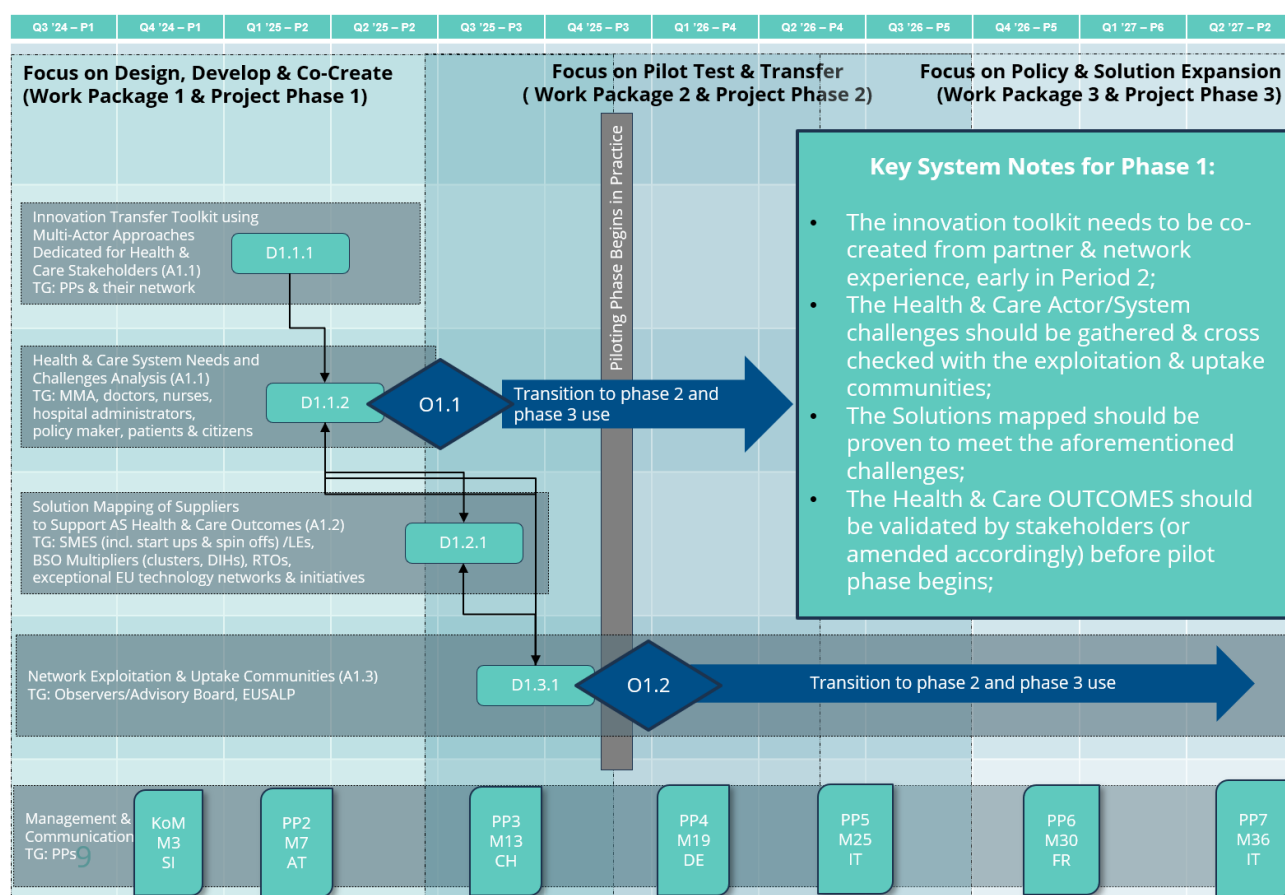 Q3 '24 – P1
Q4 '24 – P1
Q1 '25 – P2
Q2 '25 – P2
Q3 '25 – P3
Q4 '25 – P3
Q1 '26 – P4
Q2 '26 – P4
Q3 '26 – P5
Q4 '26 – P5
Q1 '27 – P6
Q2 '27 – P2
Focus on Design, Develop & Co-Create
(Work Package 1 & Project Phase 1)
Focus on Pilot Test & Transfer
( Work Package 2 & Project Phase 2)
Focus on Policy & Solution Expansion
(Work Package 3 & Project Phase 3)
Piloting Phase Begins in Practice
Key System Notes for Phase 1:
• The innovation toolkit needs to be co-
created from partner & network
experience, early in Period 2;
• The Health & Care Actor/System
challenges should be gathered & cross
checked with the exploitation & uptake
communities;
• The Solutions mapped should be
proven to meet the aforementioned
challenges;
• The Health & Care OUTCOMES should
be validated by stakeholders (or
amended accordingly) before pilot
phase begins;
Innovation Transfer Toolkit using
Multi-Actor Approaches
Dedicated for Health &
Care Stakeholders (A1.1)
TG: PPs & their network
D1.1.1
Health & Care System Needs and
Challenges Analysis (A1.1)
TG: MMA, doctors, nurses,
hospital administrators,
policy maker, patients & citizens
D1.1.2
O1.1
Transition to phase 2 and
phase 3 use
Solution Mapping of Suppliers
to Support AS Health & Care Outcomes (A1.2)
TG: SMES (incl. start ups & spin offs) /LEs,
BSO Multipliers (clusters, DIHs), RTOs,
exceptional EU technology networks & initiatives
D1.2.1
Network Exploitation & Uptake Communities (A1.3)
TG: Observers/Advisory Board, EUSALP
D1.3.1
O1.2
Transition to phase 2 and phase 3 use
Management &
Communication
TG: PPs
9
KoM
M3
SI
PP2
M7
AT
PP3
M13
CH
PP4
M19
DE
PP5
M25
IT
PP6
M30
FR
PP7
M36
IT